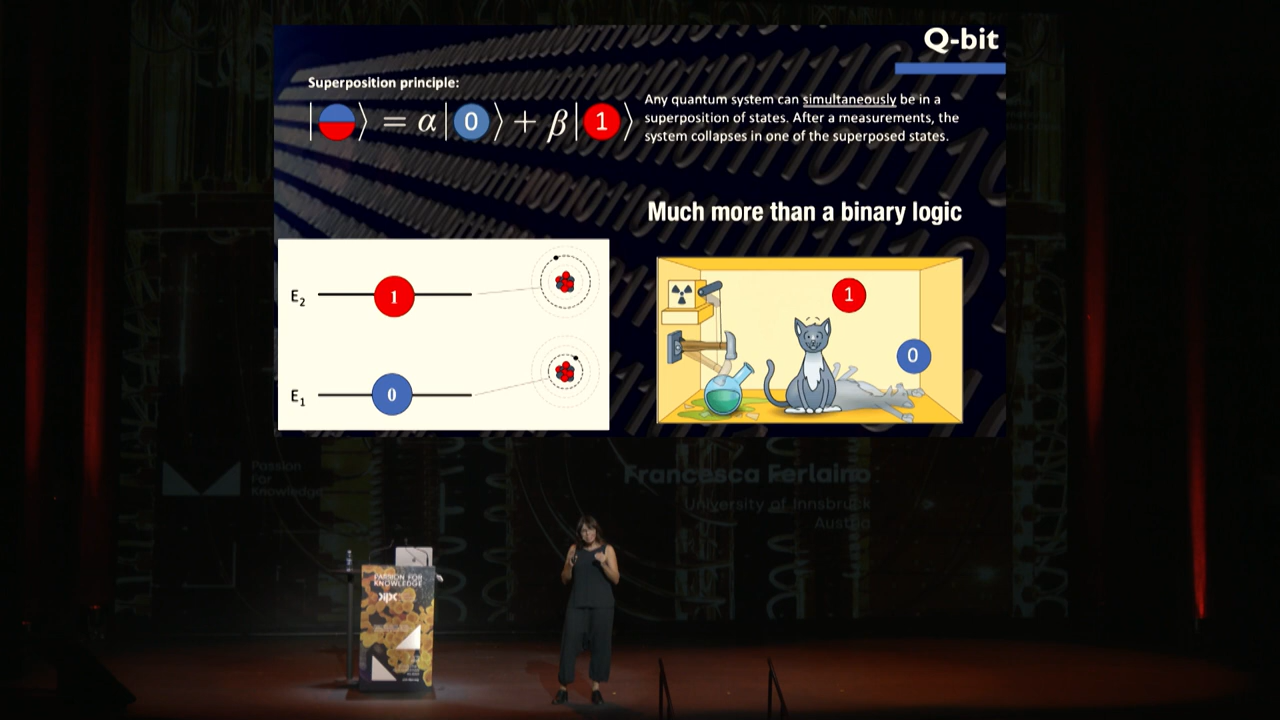 Q-bit
Superposition principle:
|⟩ = α|0⟩ + β|1⟩
Any quantum system can simultaneously be in a
superposition of states. After a measurements, the
system collapses in one of the superposed states.
Much more than a binary logic
E2
1
E1
0
1
0
Passion
For
Knowledge
Francesca Ferlaino
University of Innsbruck
Austria
PASSION FOR
KNOWLEDGE
dipc